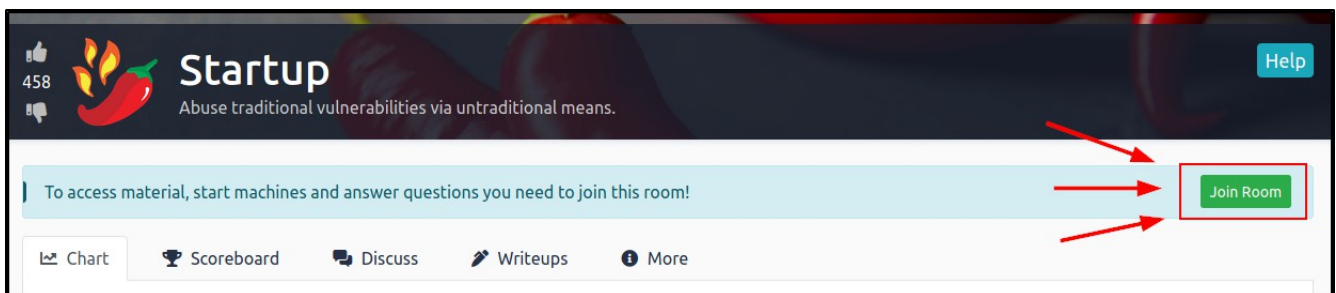 Startup
Help
458
Abuse traditional vulnerabilities via untraditional means.
To access material, start machines and answer questions you need to join this room!
Join Room
Chart
Scoreboard
Discuss
Writeups
More